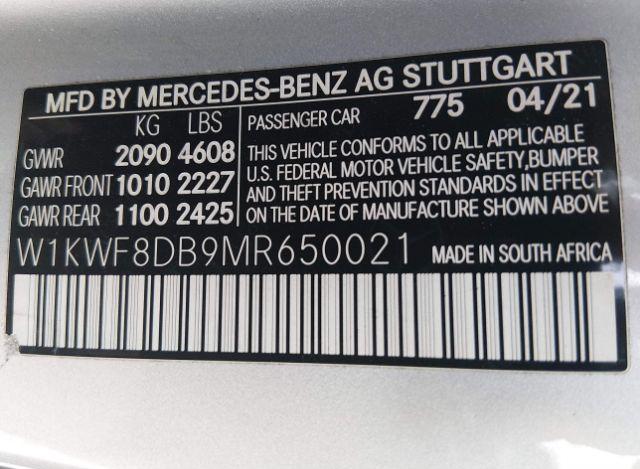 MFD BY MERCEDES-BENZ AG STUTTGART
KG LBS PASSENGER CAR 775 04/21
GVWR 2090 4608
GAWR FRONT 1010 2227
GAWR REAR 1100 2425
THIS VEHICLE CONFORMS TO ALL APPLICABLE
U.S. FEDERAL MOTOR VEHICLE SAFETY,BUMPER
AND THEFT PREVENTION STANDARDS IN EFFECT
ON THE DATE OF MANUFACTURE SHOWN ABOVE
W1KWF8DB9MR650021 MADE IN SOUTH AFRICA